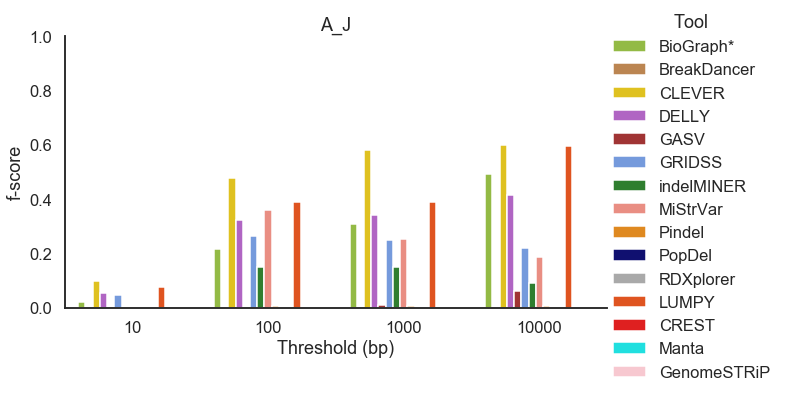 A_J
1.0
0.8
0.6
0.4
0.2
0.0
f-score
10
100
1000
10000
Threshold (bp)
Tool
BioGraph*
BreakDancer
CLEVER
DELLY
GASV
GRIDSS
indelMINER
MiStrVar
Pindel
PopDel
RDXplorer
LUMPY
CREST
Manta
GenomeSTRiP